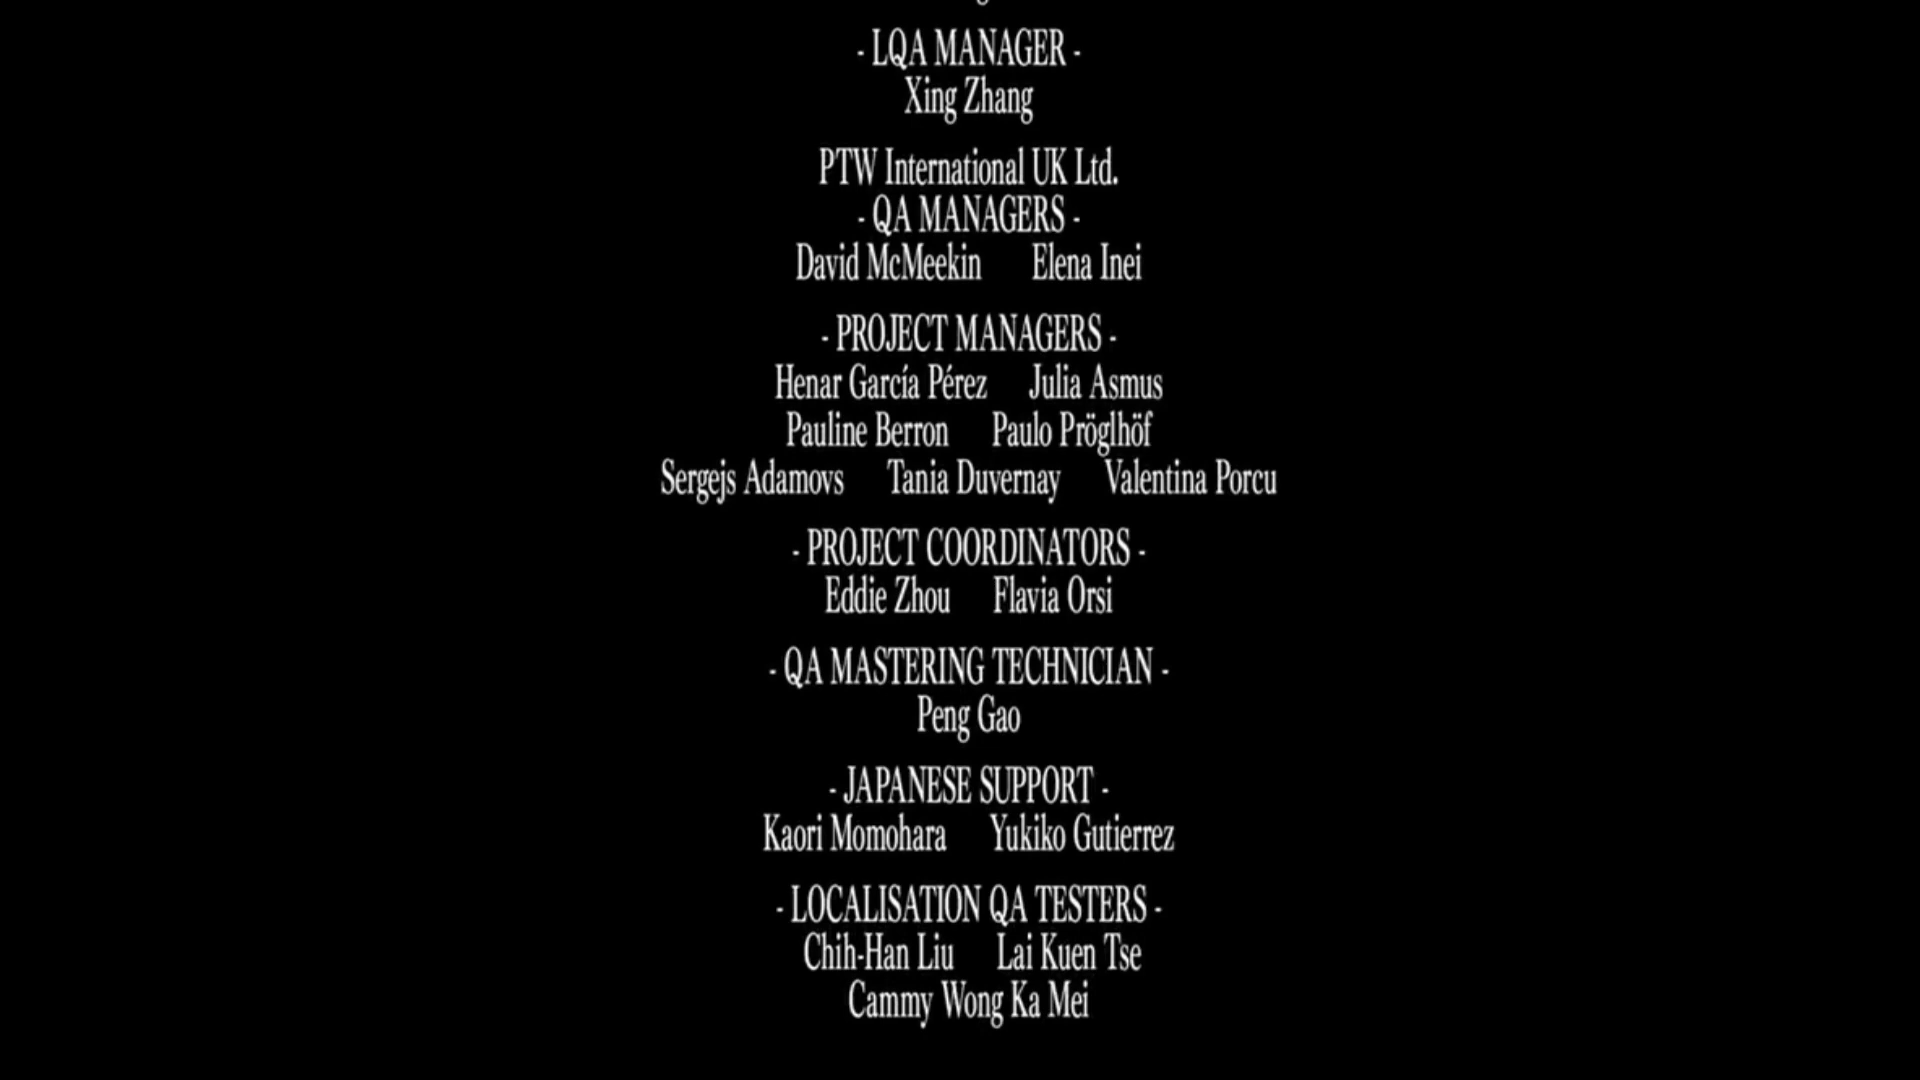 - LQA MANAGER -
Xing Zhang
PTW International UK Ltd.
- QA MANAGERS -
David McMeekin Elena Inei
- PROJECT MANAGERS -
Henar García Pérez Julia Asmus
Pauline Berron Paulo Pröglhöf
Sergejs Adamovs Tania Duvernay Valentina Porcu
- PROJECT COORDINATORS -
Eddie Zhou Flavia Orsi
- QA MASTERING TECHNICIAN -
Peng Gao
- JAPANESE SUPPORT -
Kaori Momohara Yukiko Gutierrez
- LOCALISATION QA TESTERS -
Chih-Han Liu Lai Kuen Tse
Cammy Wong Ka Mei